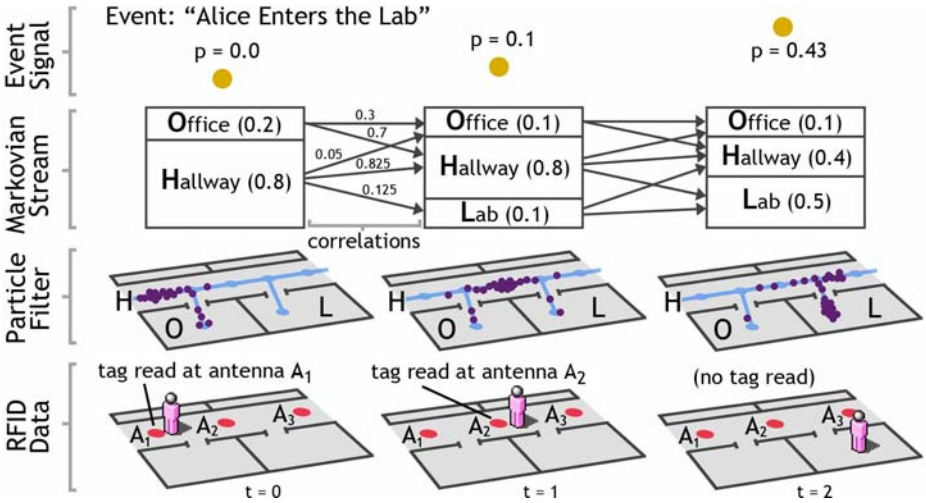 Event: “Alice Enters the Lab”
Event
Signal
p = 0.0
p = 0.1
p = 0.43
Markovian
Stream
Office (0.2)
Hallway (0.8)
0.3
0.7
0.05
0.825
0.125
correlations
Office (0.1)
Hallway (0.8)
Lab (0.1)
Office (0.1)
Hallway (0.4)
Lab (0.5)
Particle
Filter
H
O
L
H
O
L
H
O
L
RFID
Data
tag read at antenna A1
A1
A2
A3
t = 0
tag read at antenna A2
A1
A2
A3
t = 1
(no tag read)
A1
A2
A3
t = 2